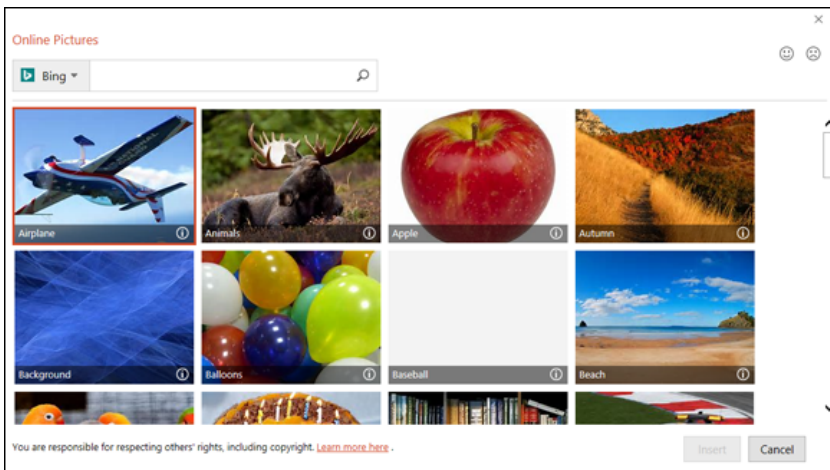 Online Pictures
Bing
Airplane
Animals
Apple
Autumn
Background
Balloons
Baseball
Beach
You are responsible for respecting others' rights, including copyright. Learn more here .
Insert
Cancel